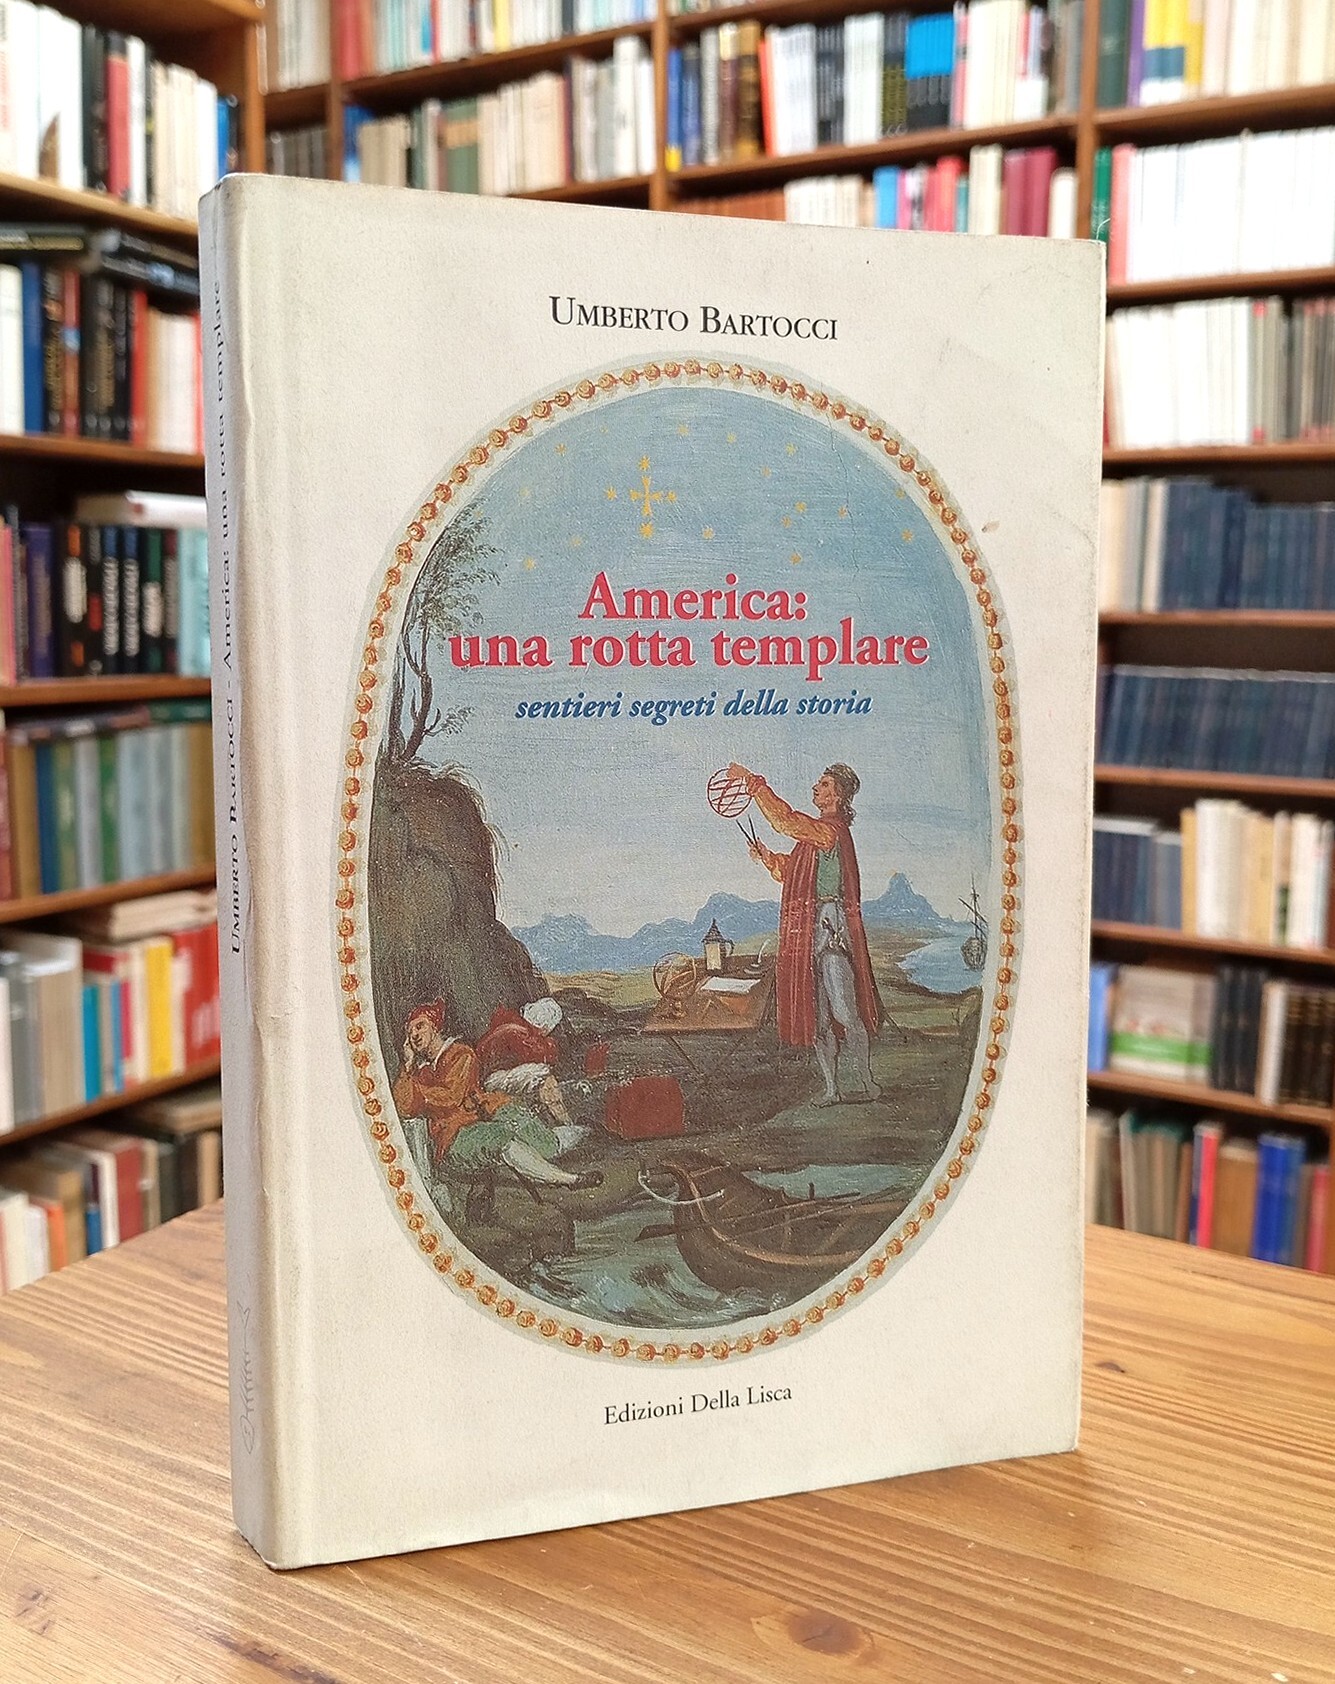 Umberto Bartocci
America:
una rotta templare
sentieri segreti della storia
Edizioni Della Lisca
Umberto Bartocci - America: una rotta templare